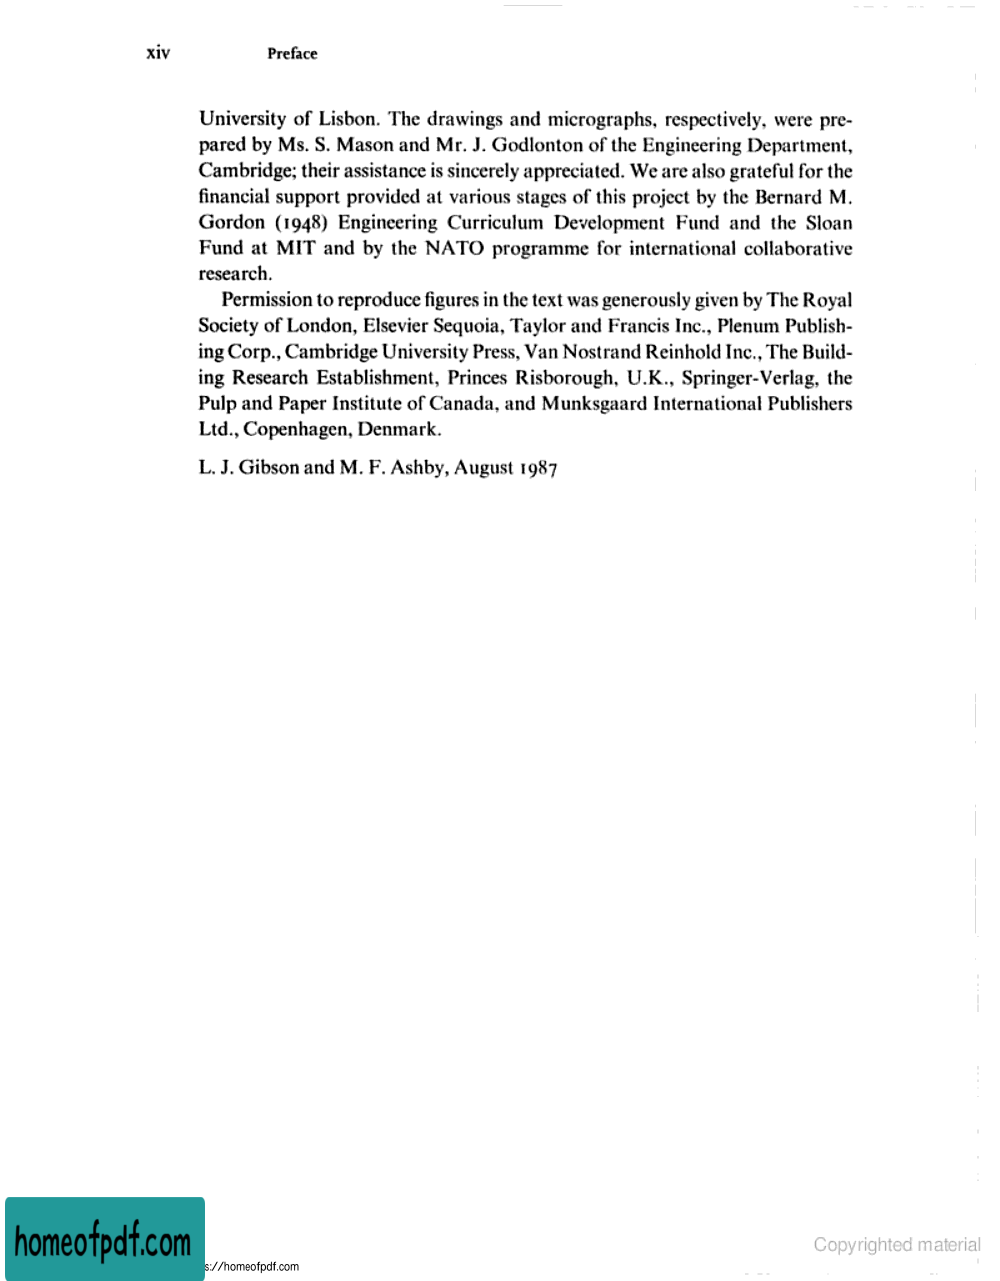 xiv Preface
University of Lisbon. The drawings and micrographs, respectively, were pre-
pared by Ms. S. Mason and Mr. J. Godlonton of the Engineering Department,
Cambridge; their assistance is sincerely appreciated. We are also grateful for the
financial support provided at various stages of this project by the Bernard M.
Gordon (1948) Engineering Curriculum Development Fund and the Sloan
Fund at MIT and by the NATO programme for international collaborative
research.
Permission to reproduce figures in the text was generously given by The Royal
Society of London, Elsevier Sequoia, Taylor and Francis Inc., Plenum Publish-
ing Corp., Cambridge University Press, Van Nostrand Reinhold Inc., The Build-
ing Research Establishment, Princes Risborough, U.K., Springer-Verlag, the
Pulp and Paper Institute of Canada, and Munksgaard International Publishers
Ltd., Copenhagen, Denmark.
L. J. Gibson and M. F. Ashby, August 1987
homeofpdf.com
Copyrighted material
s://homeofpdf.com